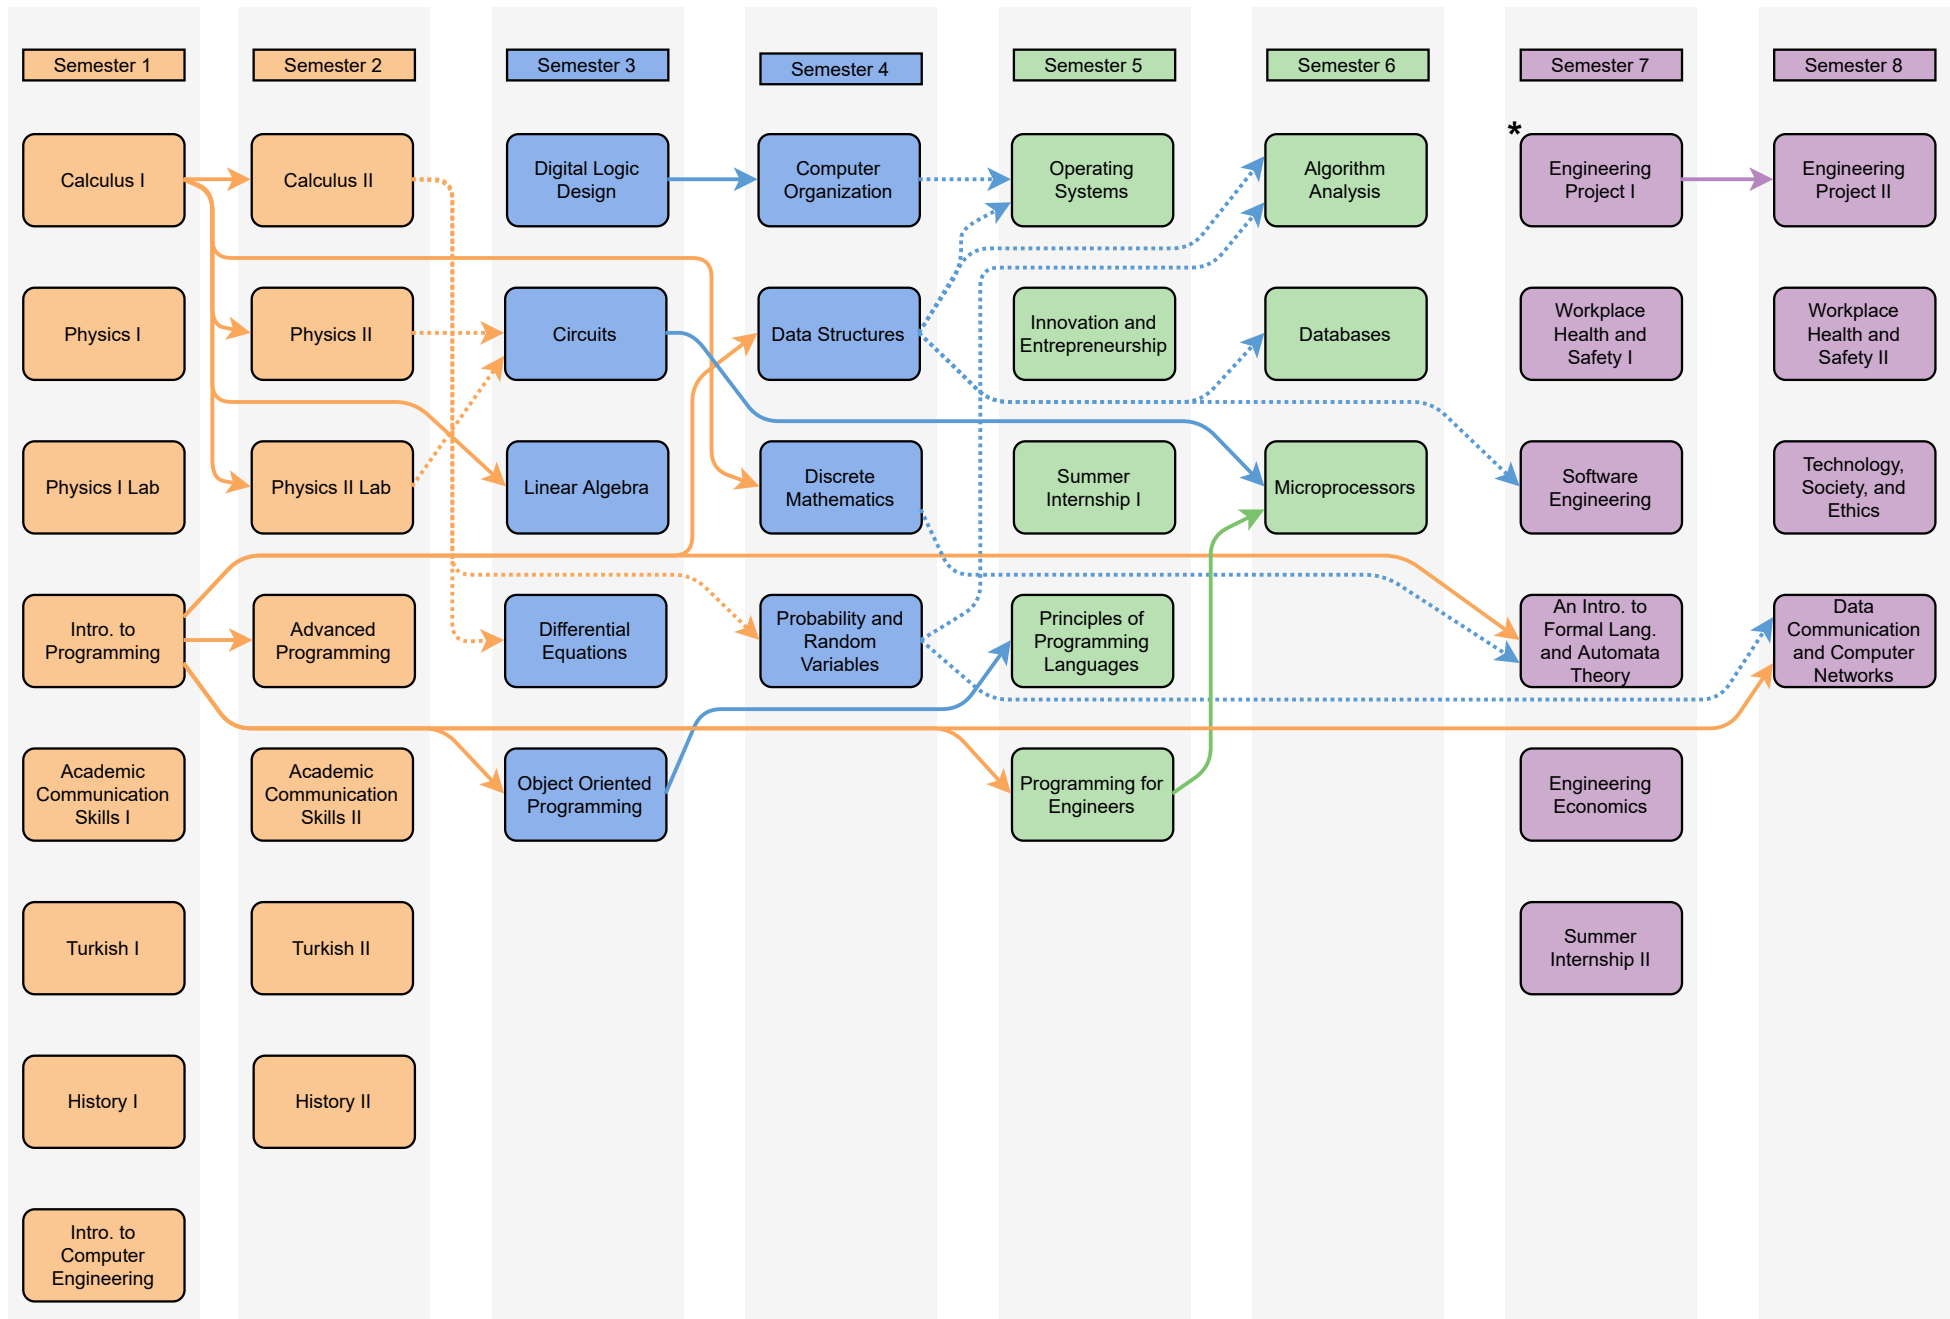 Semester 1
Semester 2
Semester 3
Semester 4
Semester 5
Semester 6
Semester 7
Semester 8
Calculus I
Calculus II
Digital Logic
Design
Computer
Organization
Operating
Systems
Algorithm
Analysis
*
Engineering
Project I
Engineering
Project II
Physics I
Physics II
Circuits
Data Structures
Innovation and
Entrepreneurship
Databases
Workplace
Health and
Safety I
Workplace
Health and
Safety II
Physics I Lab
Physics II Lab
Linear Algebra
Discrete
Mathematics
Summer
Internship I
Microprocessors
Software
Engineering
Technology,
Society, and
Ethics
Intro. to
Programming
Advanced
Programming
Differential
Equations
Probability and
Random
Variables
Principles of
Programming
Languages
An Intro. to
Formal Lang.
and Automata
Theory
Data
Communication
and Computer
Networks
Academic
Communication
Skills I
Academic
Communication
Skills II
Object Oriented
Programming
Programming for
Engineers
Engineering
Economics
Turkish I
Turkish II
Summer
Internship II
History I
History II
Intro. to
Computer
Engineering